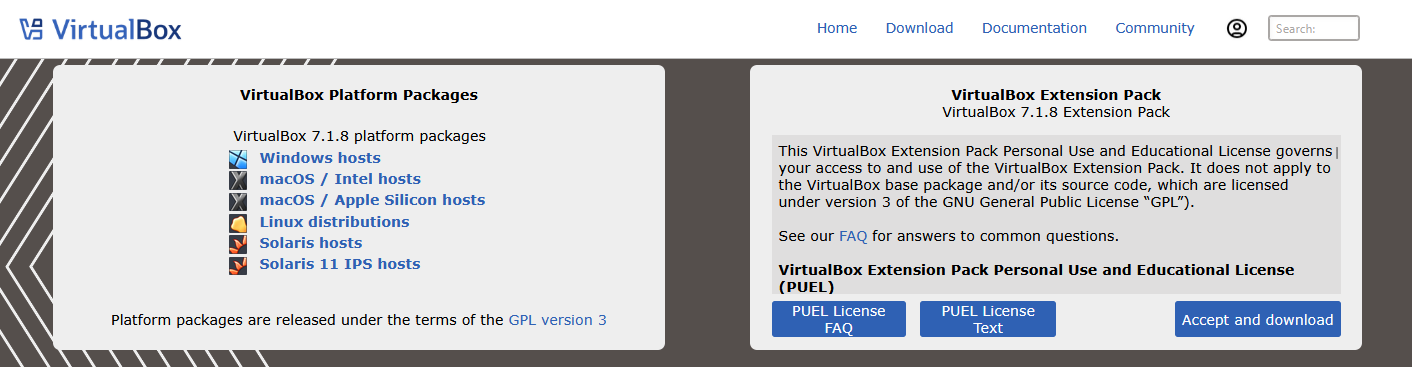 VirtualBox
Home
Download
Documentation
Community
Search:
VirtualBox Platform Packages
VirtualBox 7.1.8 platform packages
Windows hosts
macOS / Intel hosts
macOS / Apple Silicon hosts
Linux distributions
Solaris hosts
Solaris 11 IPS hosts
Platform packages are released under the terms of the GPL version 3
VirtualBox Extension Pack
VirtualBox 7.1.8 Extension Pack
This VirtualBox Extension Pack Personal Use and Educational License governs
your access to and use of the VirtualBox Extension Pack. It does not apply to
the VirtualBox base package and/or its source code, which are licensed
under version 3 of the GNU General Public License “GPL”).
See our FAQ for answers to common questions.
VirtualBox Extension Pack Personal Use and Educational License
(PUEL)
PUEL License
FAQ
PUEL License
Text
Accept and download